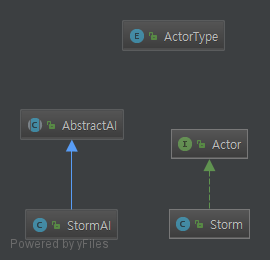 E ActorType
C AbstractAI
I Actor
C StormAI
C Storm
Powered by yFiles